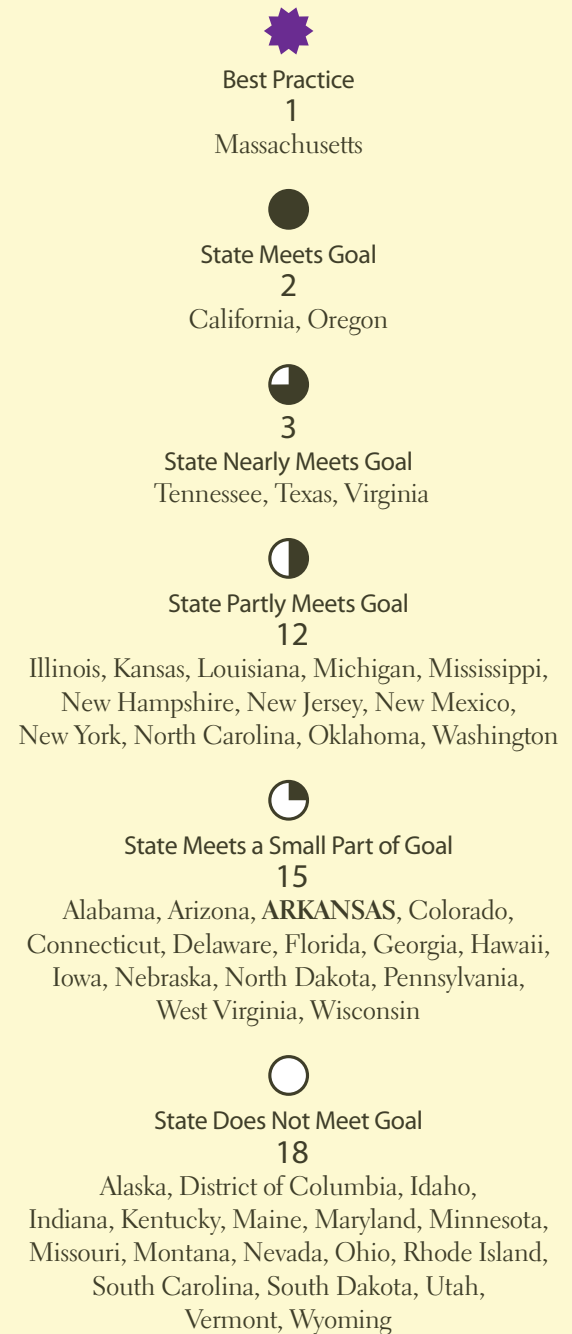 Best Practice
1
Massachusetts
State Meets Goal
2
California, Oregon
3
State Nearly Meets Goal
Tennessee, Texas, Virginia
State Partly Meets Goal
12
Illinois, Kansas, Louisiana, Michigan, Mississippi,
New Hampshire, New Jersey, New Mexico,
New York, North Carolina, Oklahoma, Washington
State Meets a Small Part of Goal
15
Alabama, Arizona, ARKANSAS, Colorado,
Connecticut, Delaware, Florida, Georgia, Hawaii,
Iowa, Nebraska, North Dakota, Pennsylvania,
West Virginia, Wisconsin
State Does Not Meet Goal
18
Alaska, District of Columbia, Idaho,
Indiana, Kentucky, Maine, Maryland, Minnesota,
Missouri, Montana, Nevada, Ohio, Rhode Island,
South Carolina, South Dakota, Utah,
Vermont, Wyoming